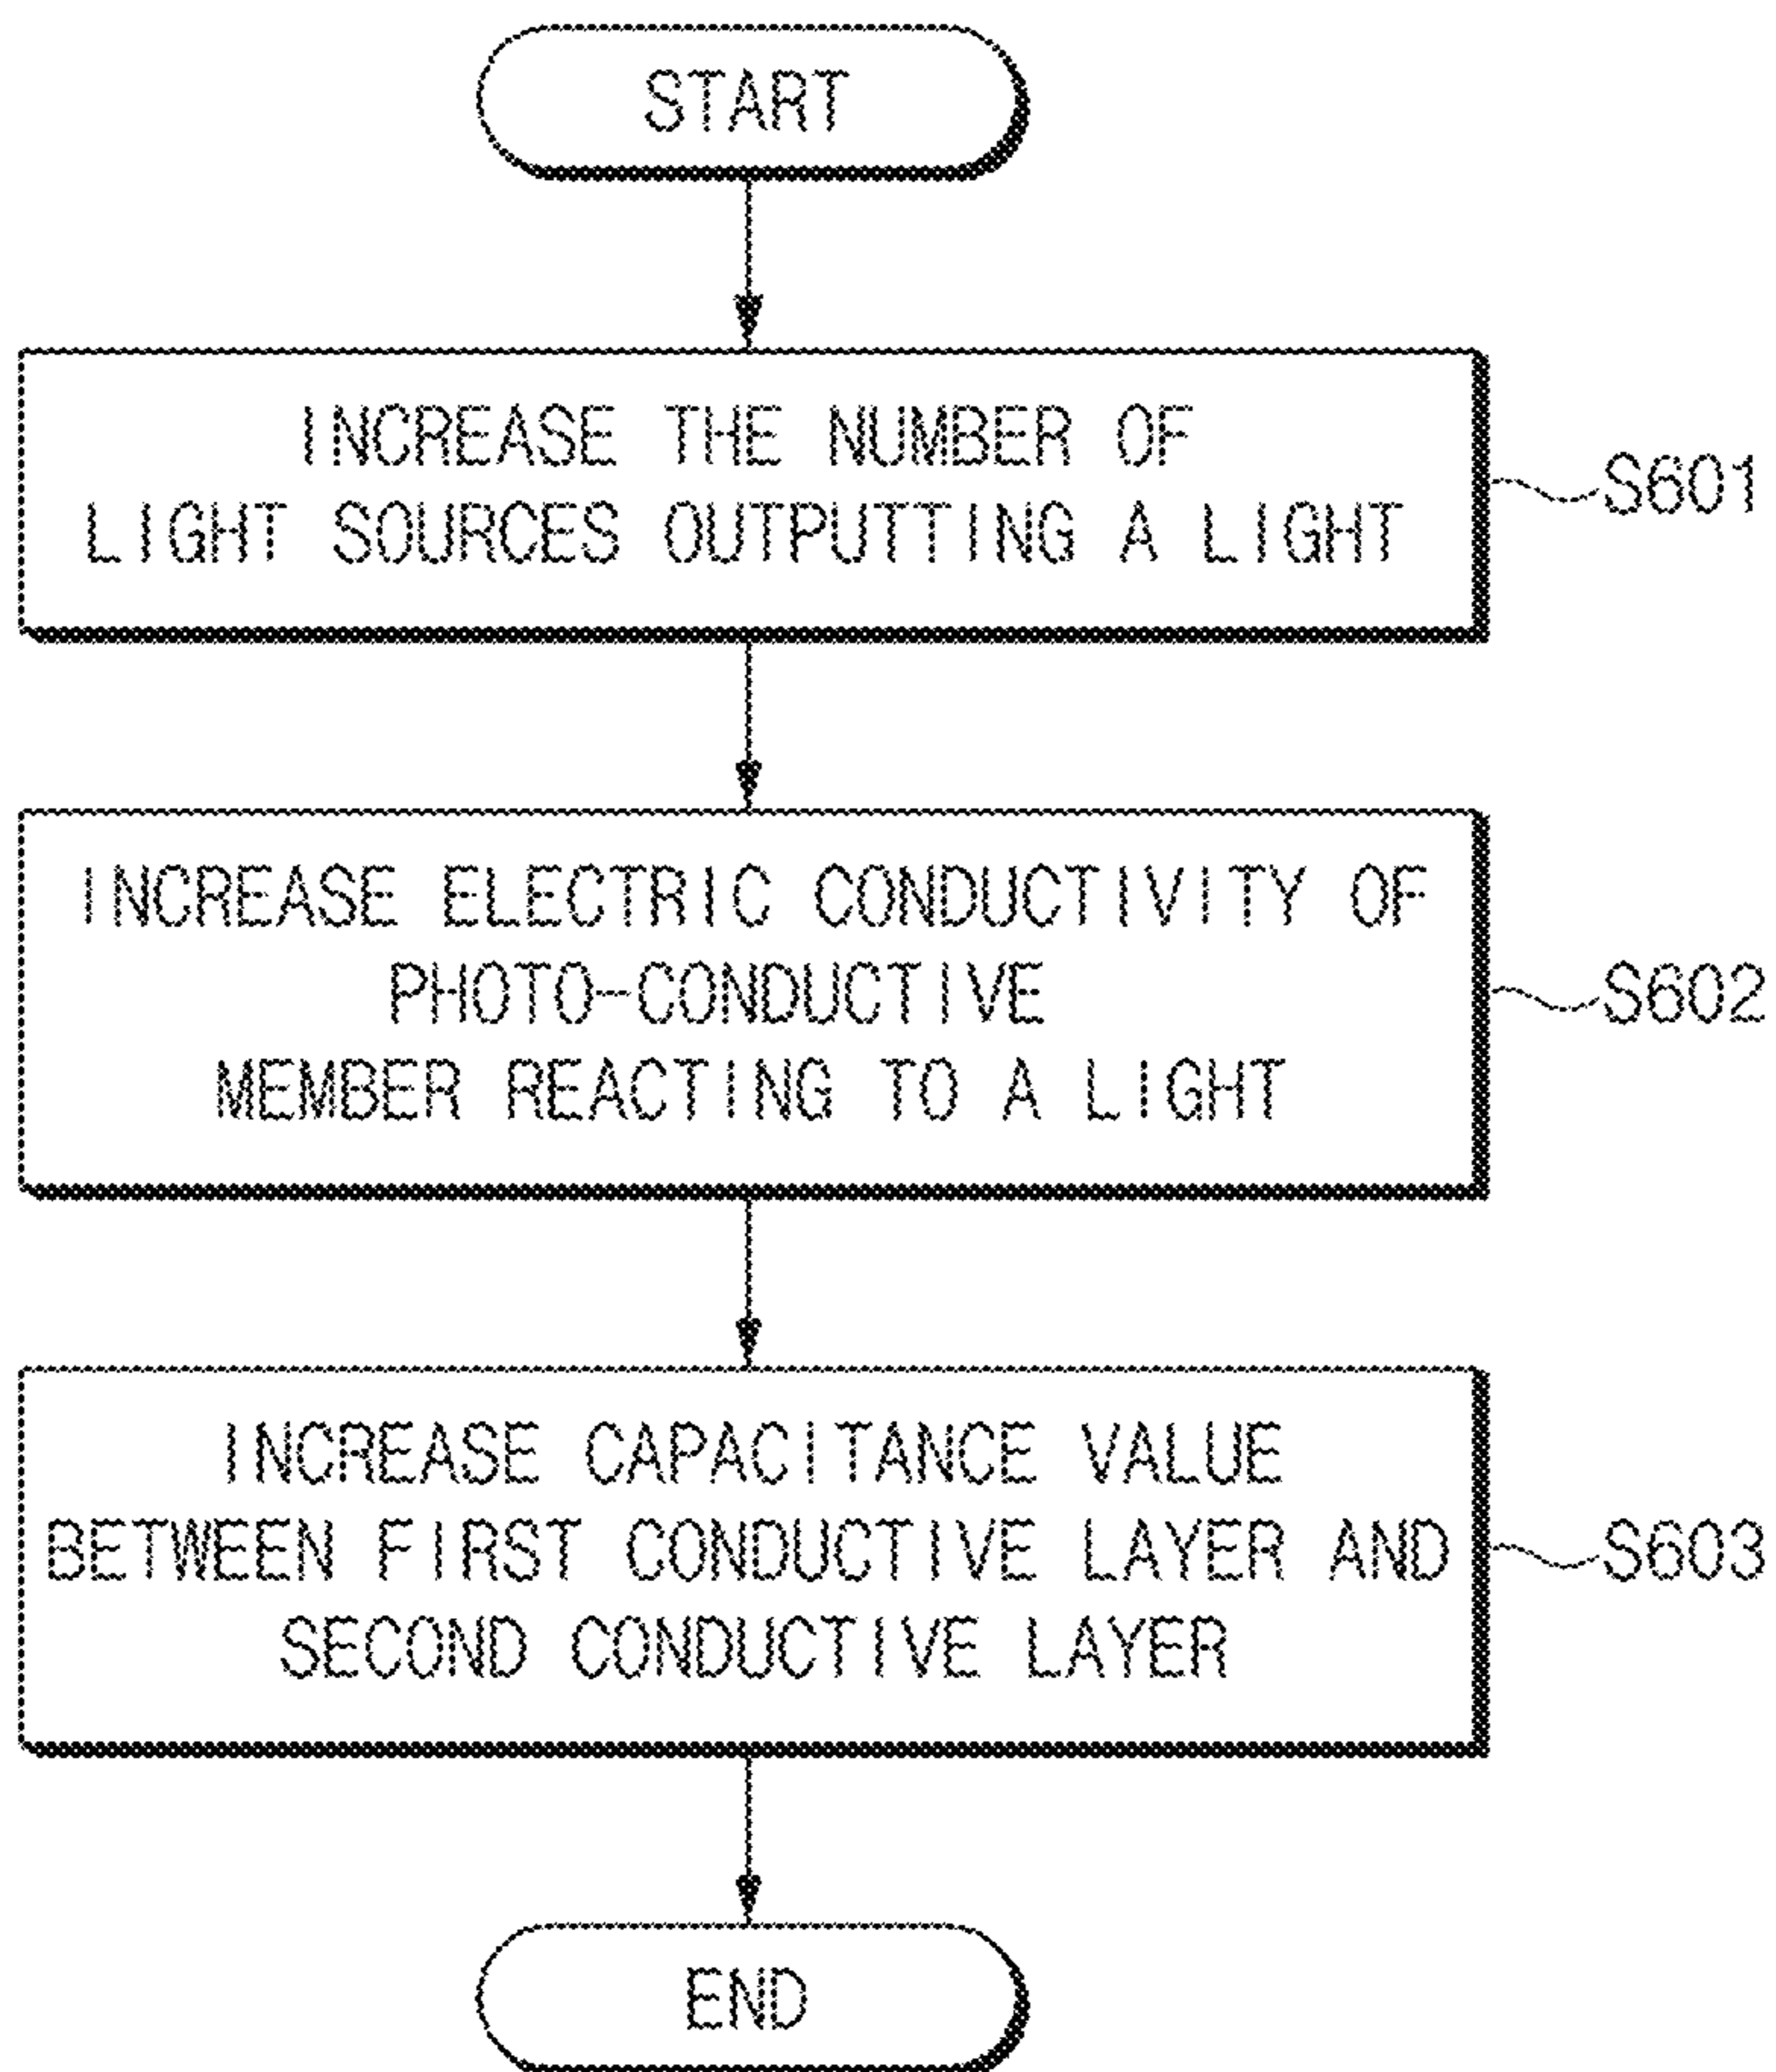 START
INCREASE THE NUMBER OF
LIGHT SOURCES OUTPUTTING A LIGHT
S601
INCREASE ELECTRIC CONDUCTIVITY OF
PHOTO-CONDUCTIVE
MEMBER REACTING TO A LIGHT
S602
INCREASE CAPACITANCE VALUE
BETWEEN FIRST CONDUCTIVE LAYER AND
SECOND CONDUCTIVE LAYER
S603
END